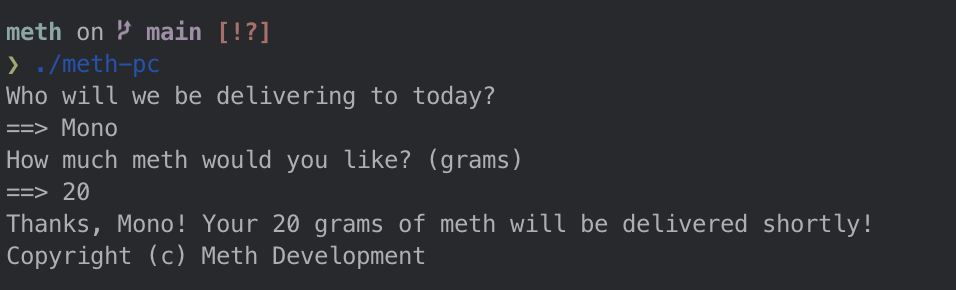 meth on  main [!?]
❯ ./meth-pc
Who will we be delivering to today?
==> Mono
How much meth would you like? (grams)
==> 20
Thanks, Mono! Your 20 grams of meth will be delivered shortly!
Copyright (c) Meth Development